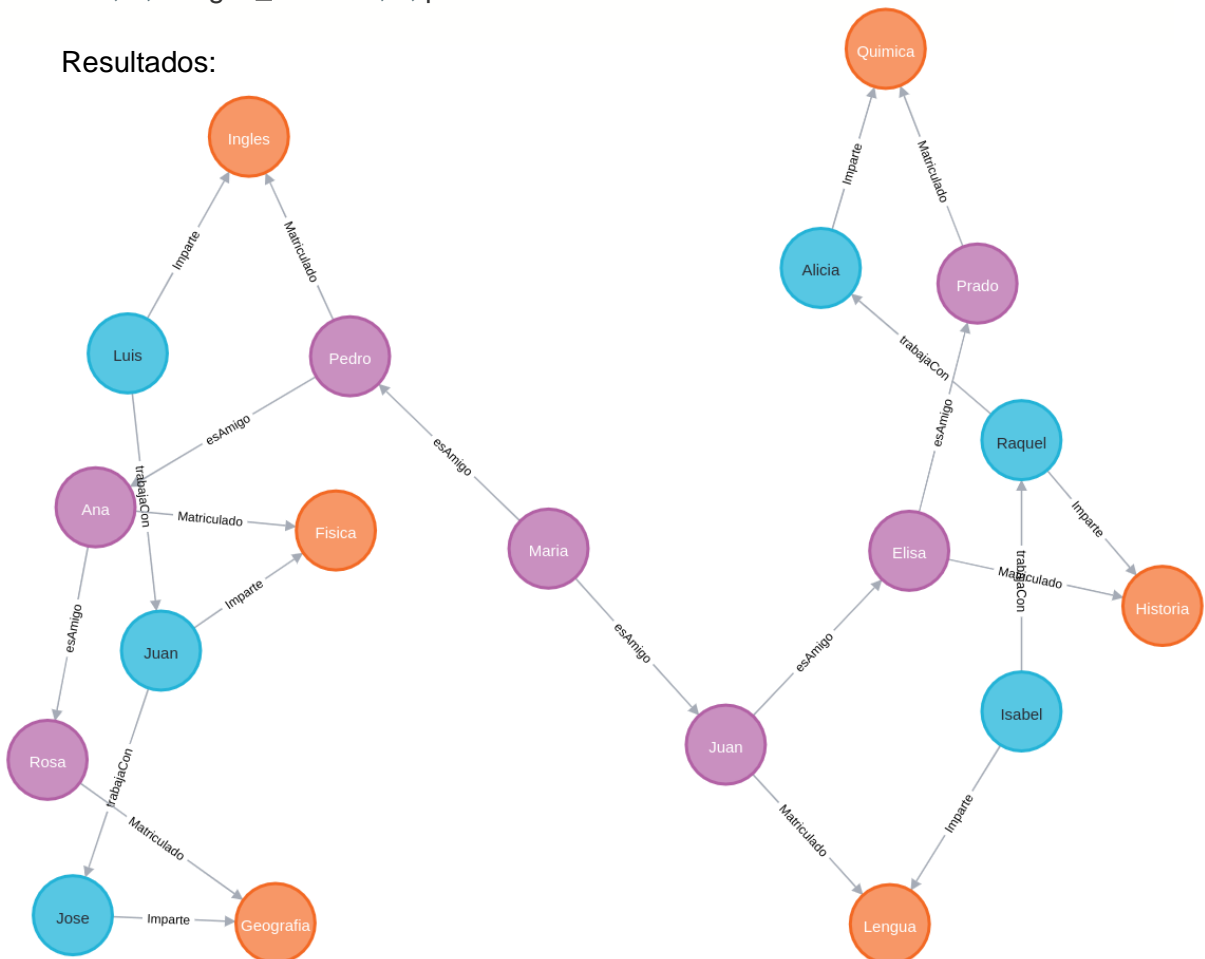 Resultados:
Quimica
Ingles
Imparte
Matriculado
Imparte
Matriculado
Alicia
Prado
Luis
Pedro
trabajaCon
esAmigo
esAmigo
esAmigo
Raquel
trabajaCon
Ana
Matriculado
Fisica
Imparte
Maria
Elisa
Matriculado
trabajaCon
Historia
Imparte
esAmigo
Juan
esAmigo
esAmigo
Isabel
Rosa
Juan
trabajaCon
Matriculado
Matriculado
Imparte
Jose
Imparte
Geografia
Lengua